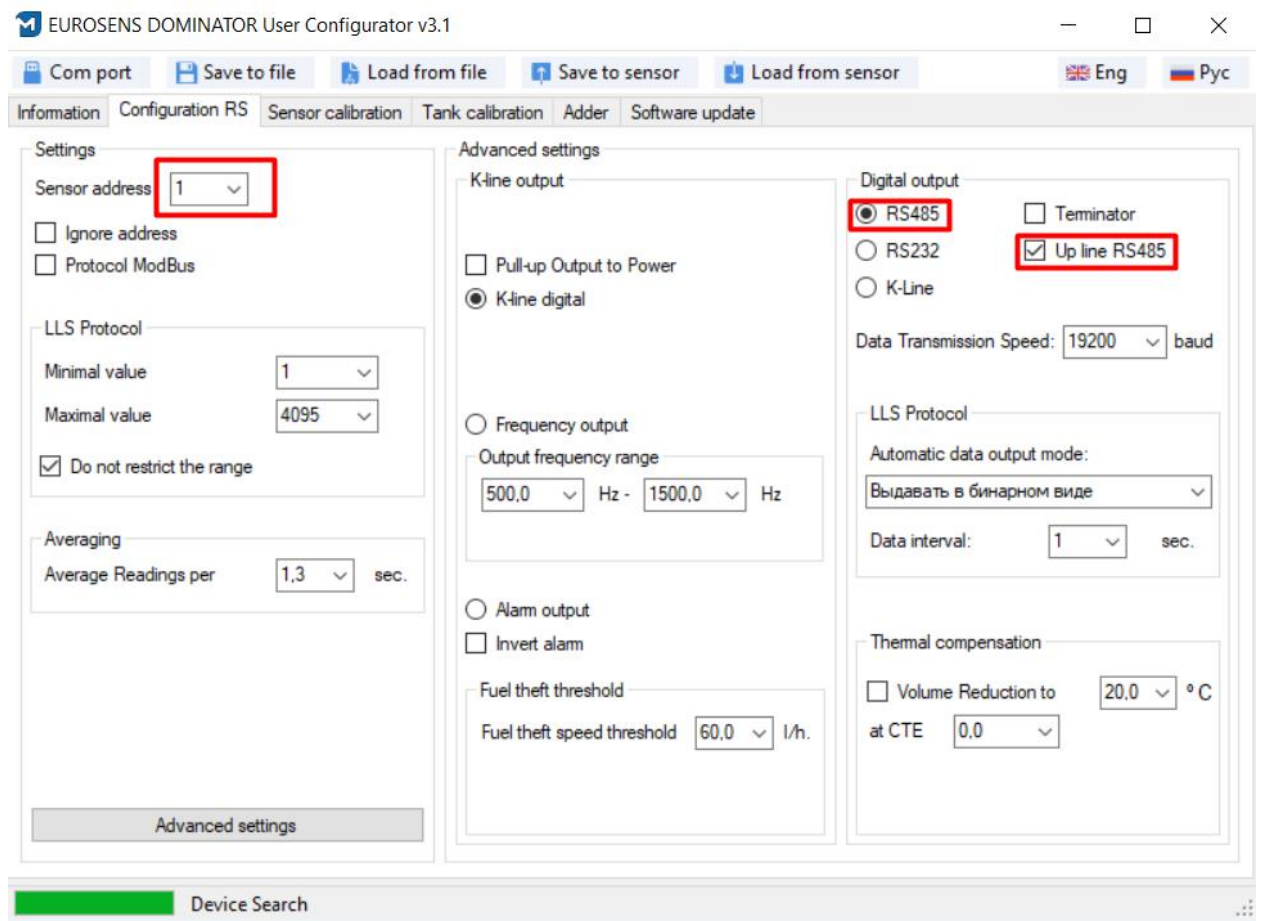 EUROSENS DOMINATOR User Configurator v3.1
Com port Save to file Load from file Save to sensor Load from sensor Eng Рус
Information Configuration RS Sensor calibration Tank calibration Adder Software update
Settings
Sensor address 1
Ignore address
Protocol ModBus
LLS Protocol
Minimal value 1
Maximal value 4095
Do not restrict the range
Averaging
Average Readings per 1,3 sec.
Advanced settings
Advanced settings
K-line output
Pull-up Output to Power
K-line digital
Frequency output
Output frequency range
500,0 Hz - 1500,0 Hz
Alarm output
Invert alarm
Fuel theft threshold
Fuel theft speed threshold 60,0 l/h.
Digital output
RS485 Terminator
RS232 Up line RS485
K-Line
Data Transmission Speed: 19200 baud
LLS Protocol
Automatic data output mode:
Выдавать в бинарном виде
Data interval: 1 sec.
Thermal compensation
Volume Reduction to 20,0 º C
at CTE 0,0
Device Search